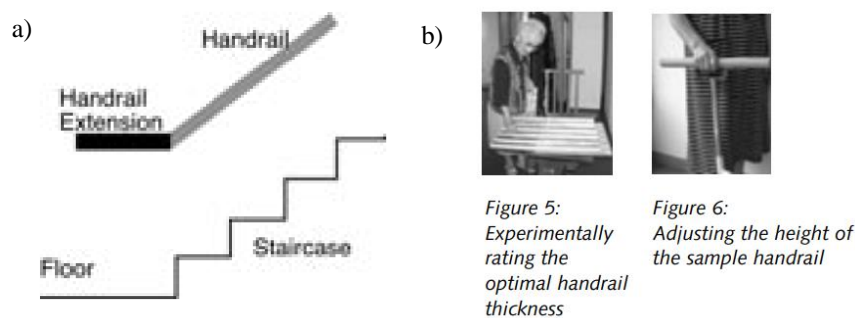 a)
Handrail
Handrail
Extension
Staircase
Floor
b)
Figure 5:
Experimentally
rating the
optimal handrail
thickness
Figure 6:
Adjusting the height of
the sample handrail